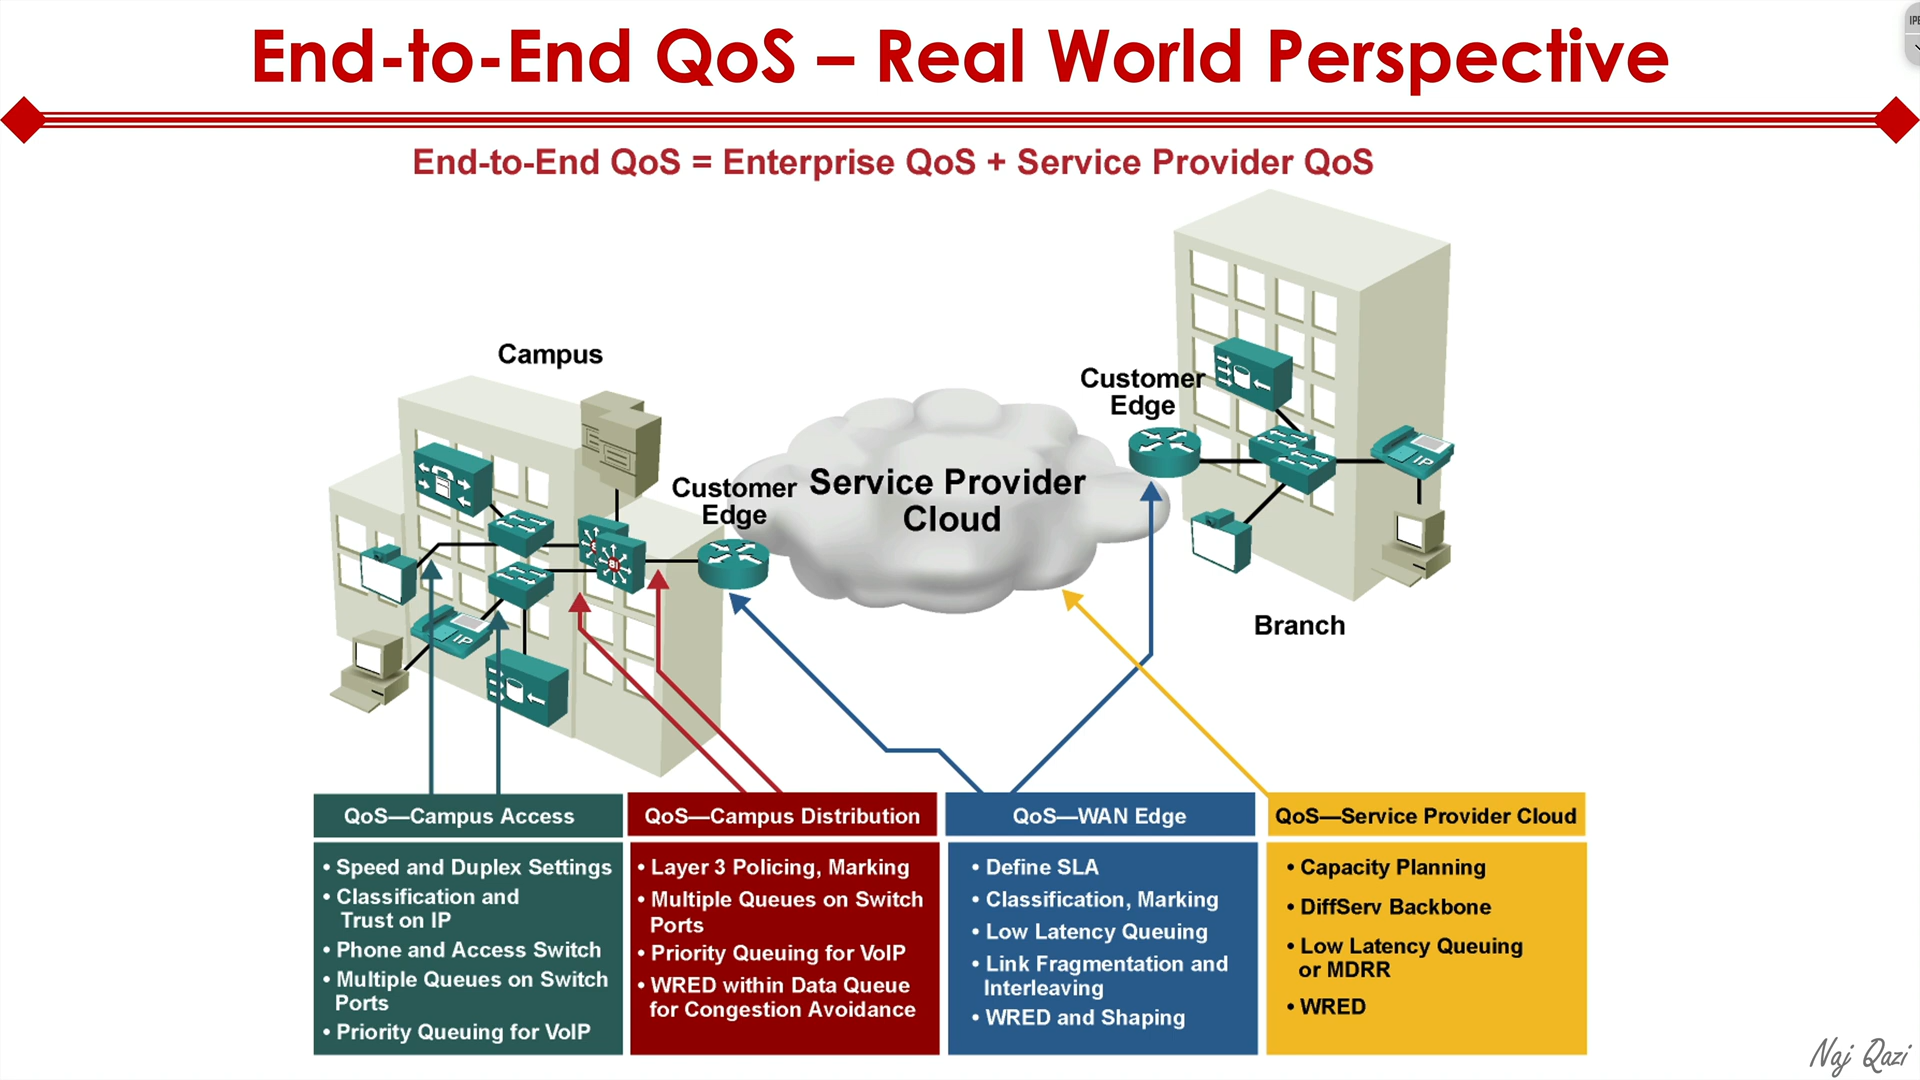 End-to-End QoS – Real World Perspective
End-to-End QoS = Enterprise QoS + Service Provider QoS
Campus
Customer
Edge
Service Provider
Cloud
Customer
Edge
IP
IP
Branch
QoS—Campus Access
• Speed and Duplex Settings
• Classification and
Trust on IP
• Phone and Access Switch
• Multiple Queues on Switch
Ports
• Priority Queuing for VoIP
QoS—Campus Distribution
• Layer 3 Policing, Marking
• Multiple Queues on Switch
Ports
• Priority Queuing for VoIP
• WRED within Data Queue
for Congestion Avoidance
QoS—WAN Edge
• Define SLA
• Classification, Marking
• Low Latency Queuing
• Link Fragmentation and
Interleaving
• WRED and Shaping
QoS—Service Provider Cloud
• Capacity Planning
• DiffServ Backbone
• Low Latency Queuing
or MDRR
• WRED
Naj Qazi